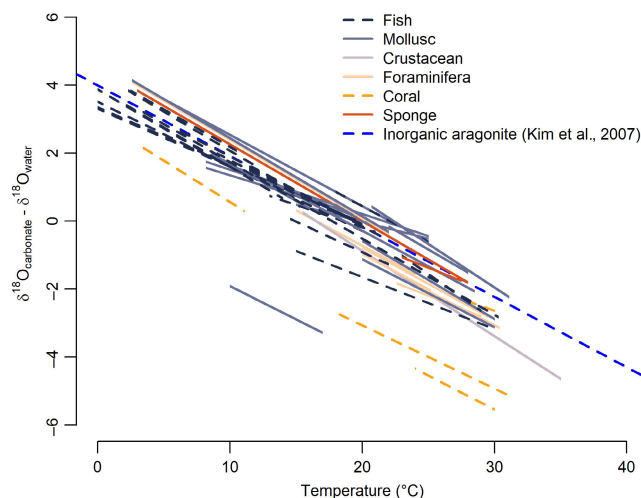 Fish
Mollusc
Crustacean
Foraminifera
Coral
Sponge
Inorganic aragonite (Kim et al., 2007)
6
4
2
0
−2
−4
−6
δ¹⁸Ocarbonate - δ¹⁸Owater
0
10
20
30
40
Temperature (°C)